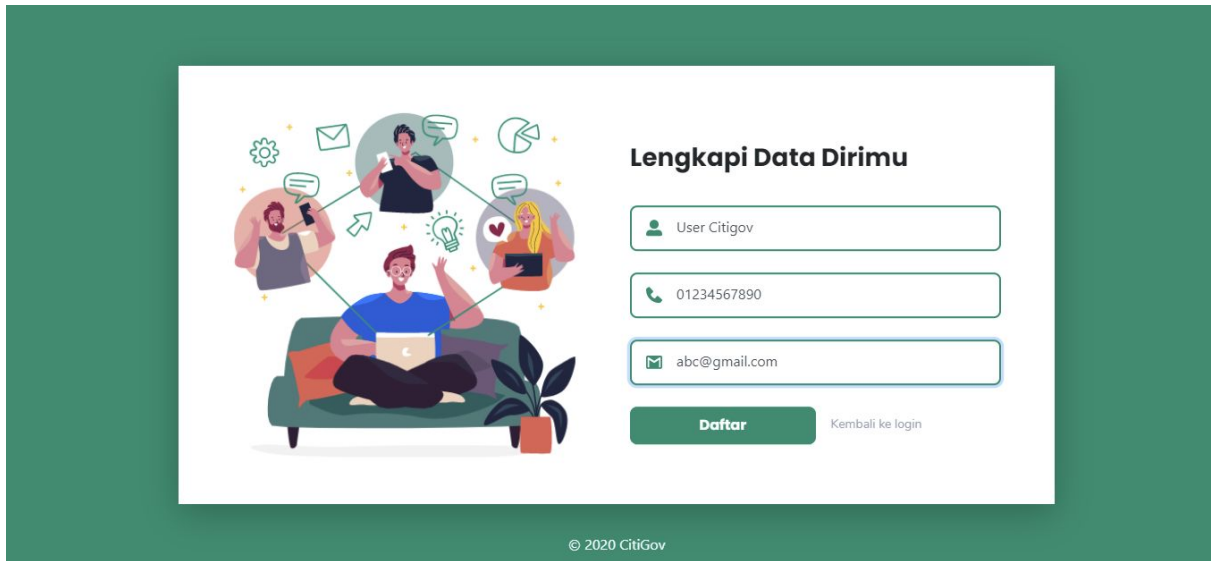 Lengkapi Data Dirimu
User Citigov
01234567890
abc@gmail.com
Daftar Kembali ke login
© 2020 CitiGov